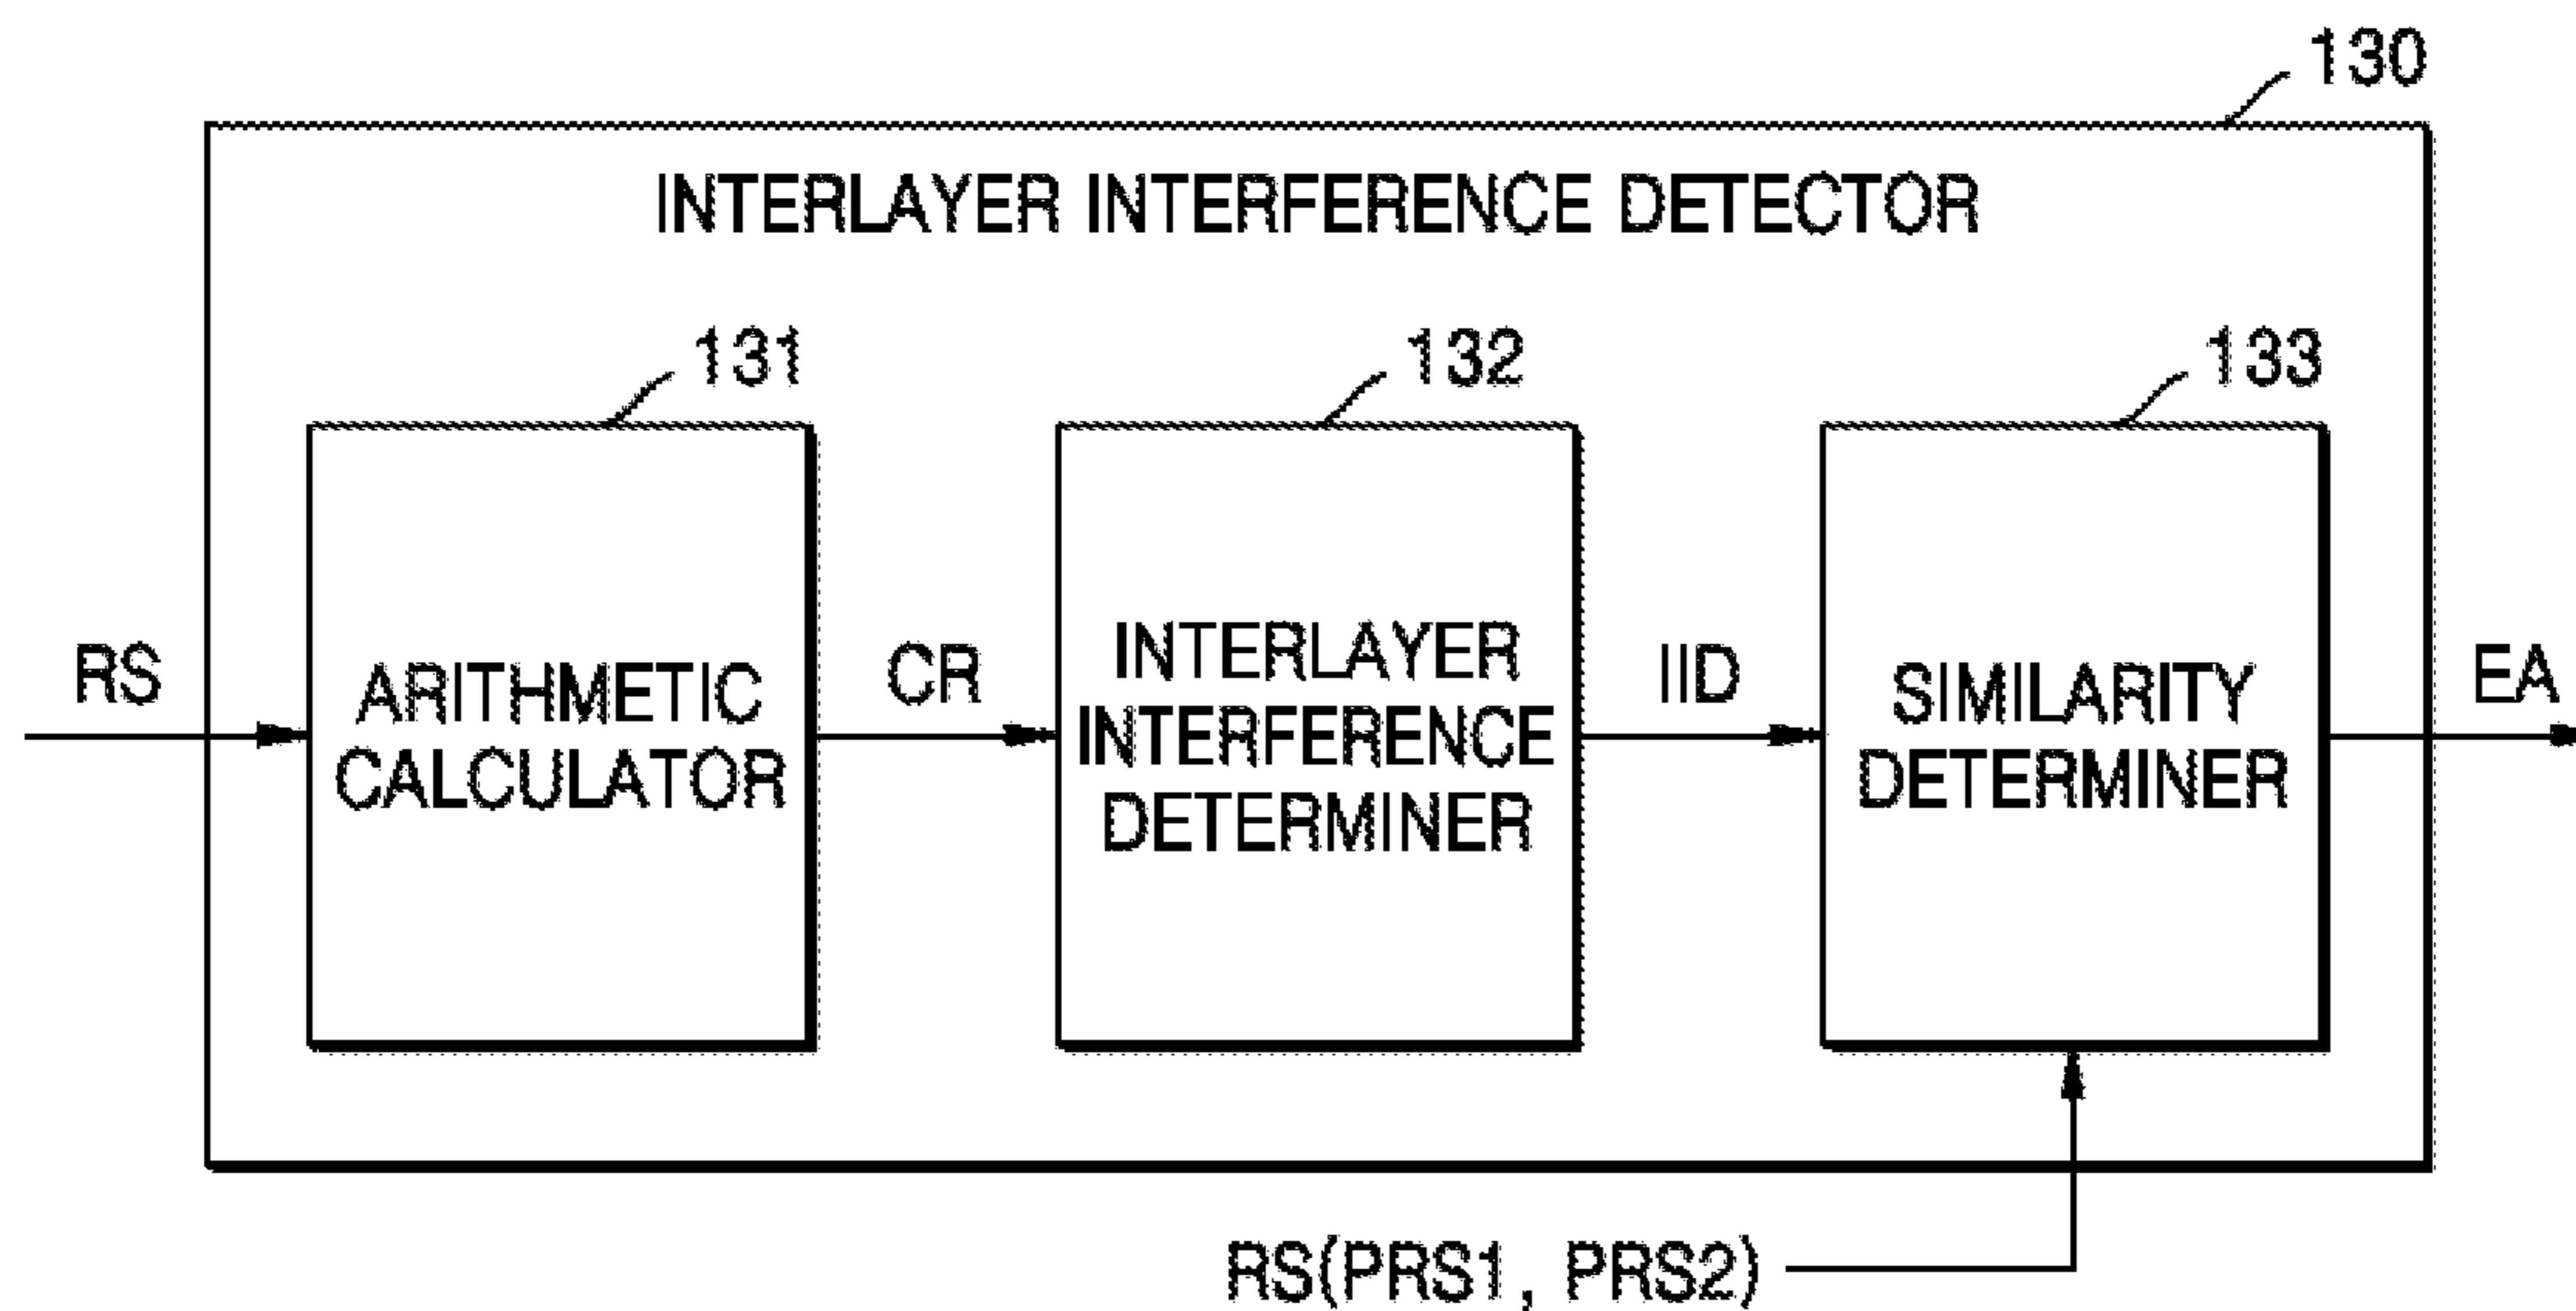 130
INTERLAYER INTERFERENCE DETECTOR
131
132
133
RS
ARITHMETIC
CALCULATOR
CR
INTERLAYER
INTERFERENCE
DETERMINER
IID
SIMILARITY
DETERMINER
EA
RS(PRS1, PRS2)